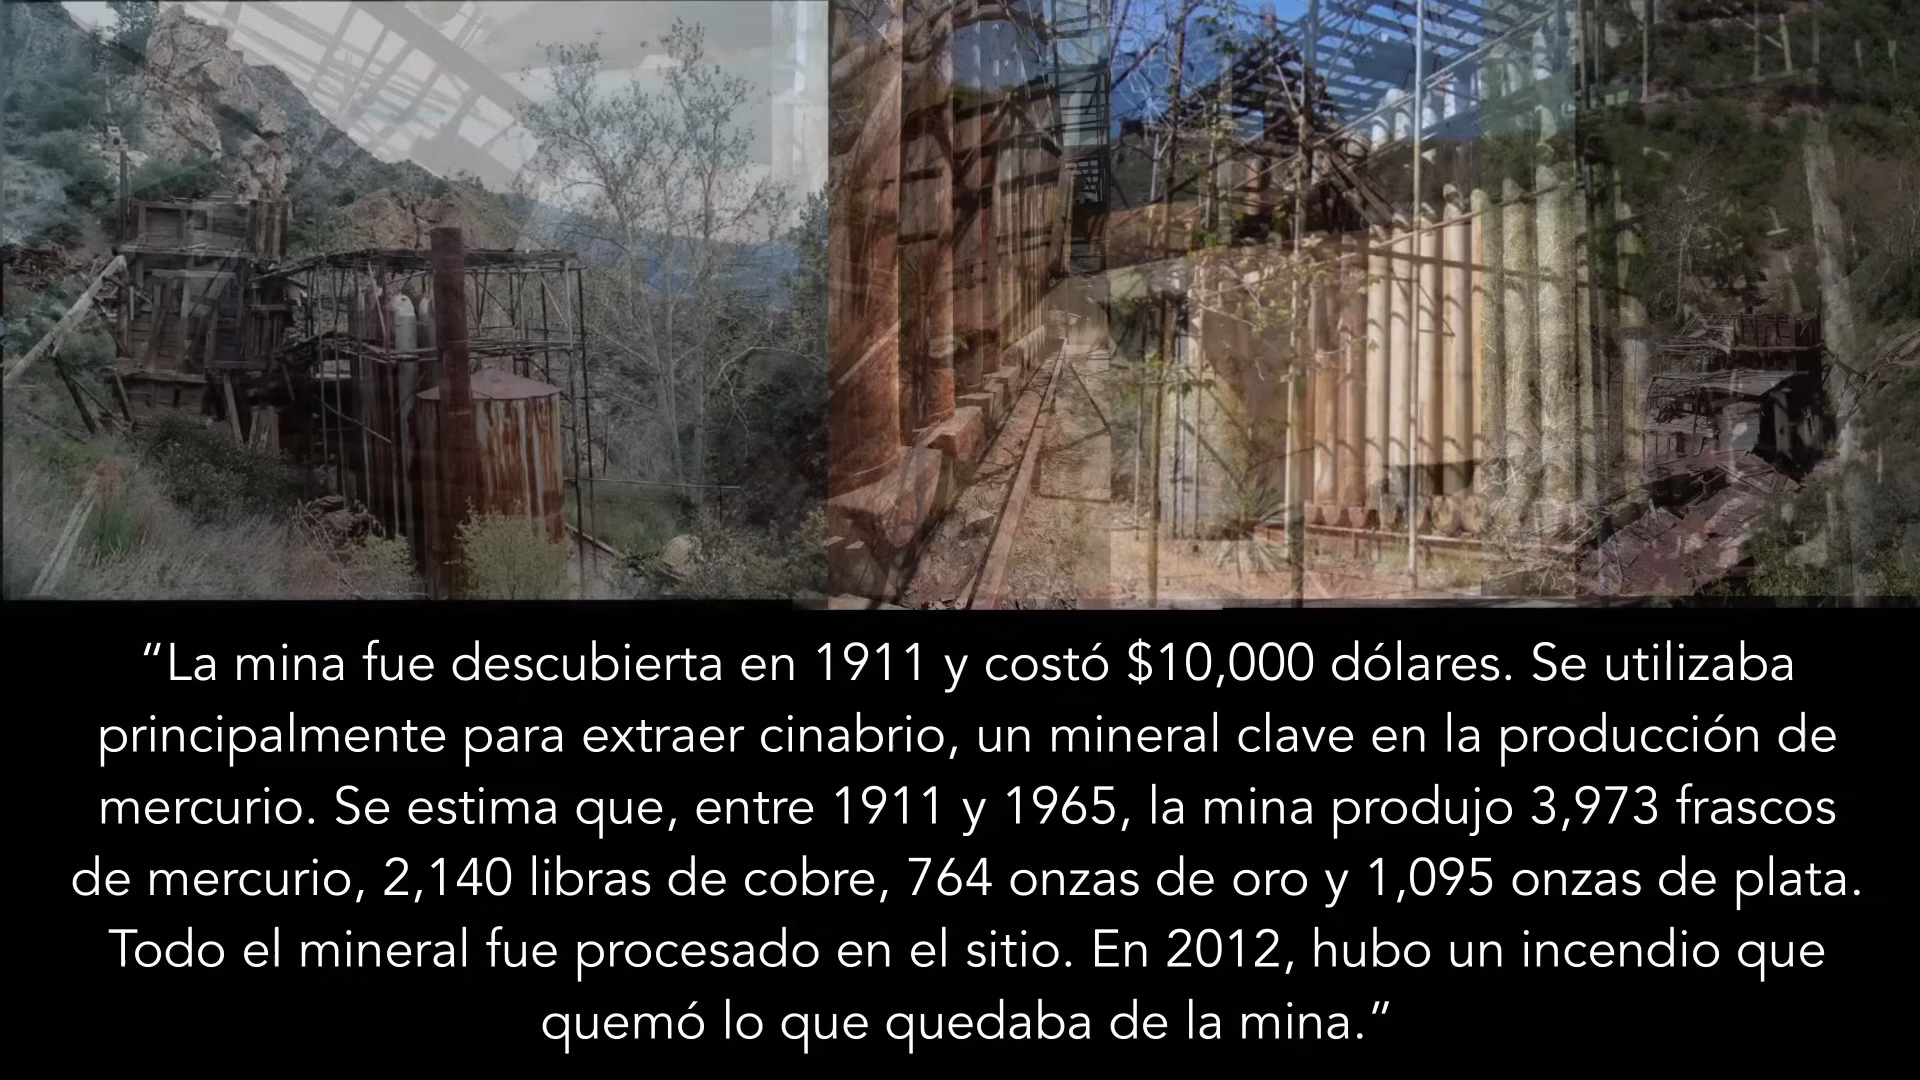 “La mina fue descubierta en 1911 y costó $10,000 dólares. Se utilizaba
principalmente para extraer cinabrio, un mineral clave en la producción de
mercurio. Se estima que, entre 1911 y 1965, la mina produjo 3,973 frascos
de mercurio, 2,140 libras de cobre, 764 onzas de oro y 1,095 onzas de plata.
Todo el mineral fue procesado en el sitio. En 2012, hubo un incendio que
quemó lo que quedaba de la mina.”